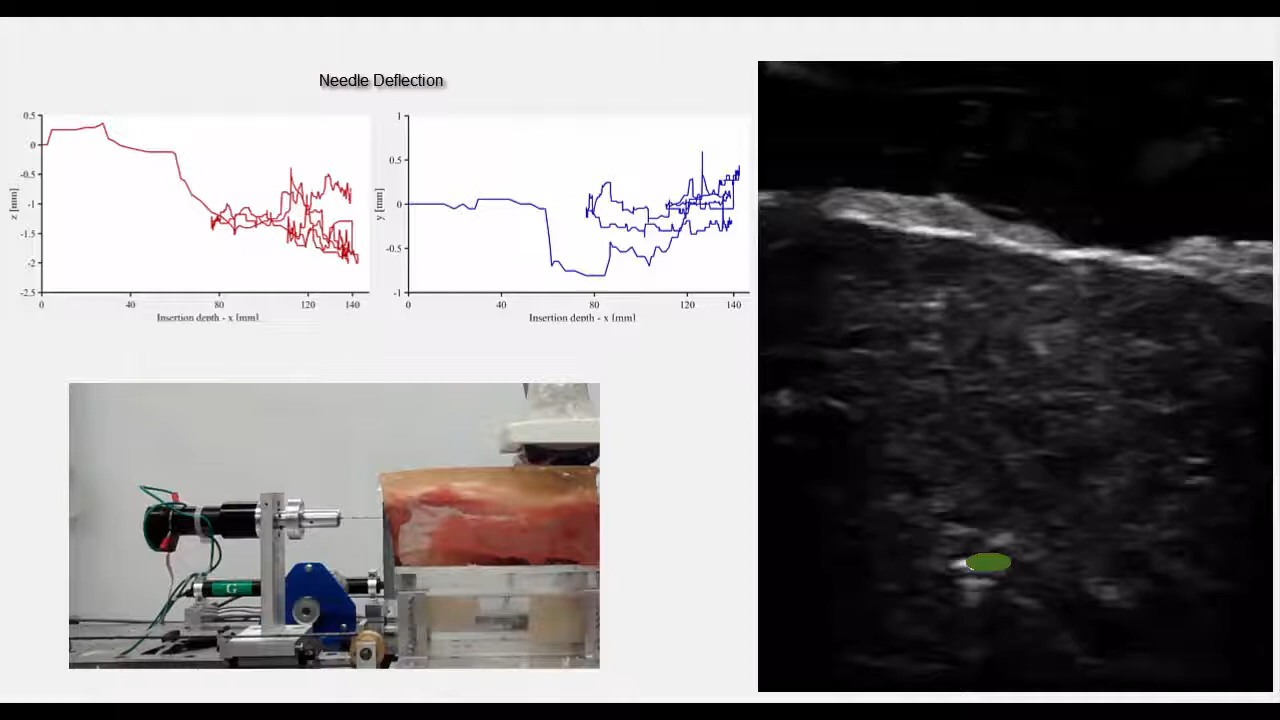 Needle Deflection
0.5
0
-0.5
-1
-1.5
-2
-2.5
z [mm]
0 40 80 120 140
Insertion depth - x [mm]
1
0.5
0
-0.5
-1
y [mm]
0 40 80 120 140
Insertion depth - x [mm]
G